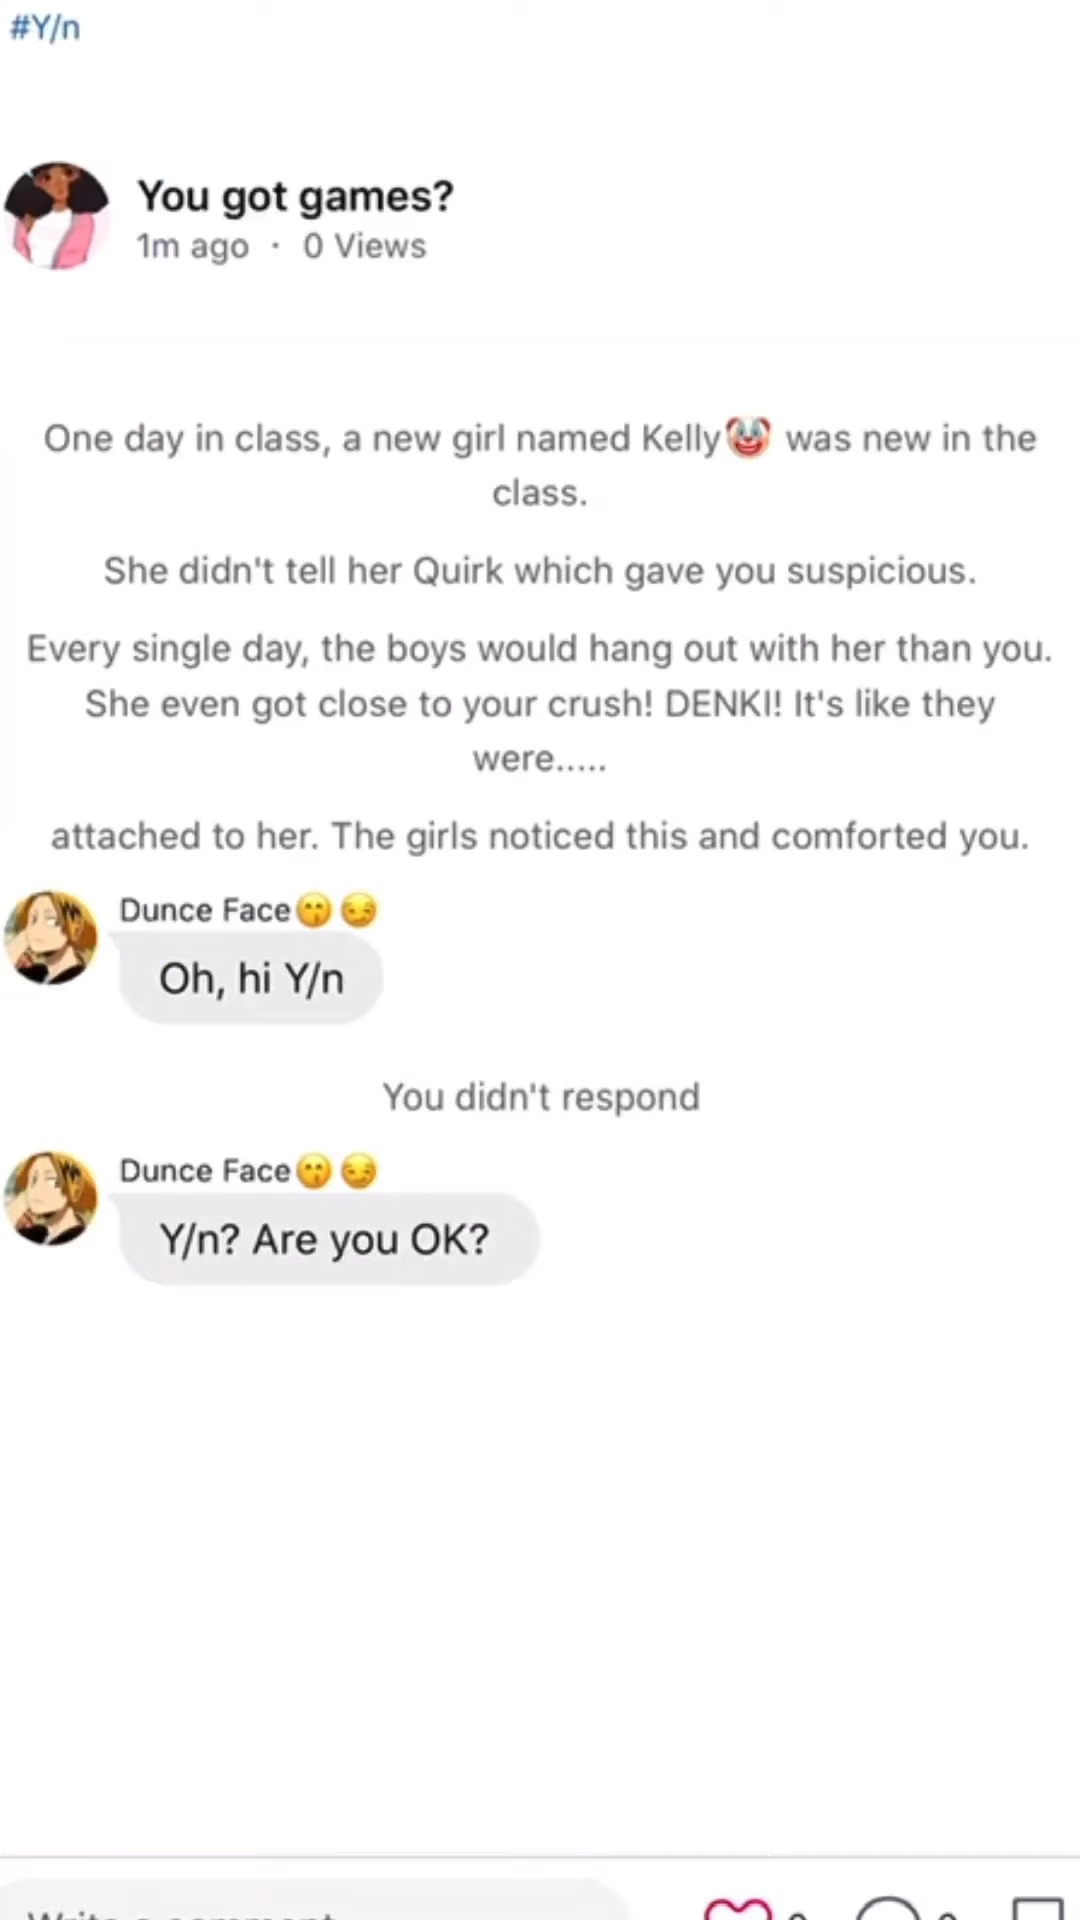 #Y/n
You got games?
1m ago · 0 Views
One day in class, a new girl named Kelly🤡 was new in the
class.
She didn't tell her Quirk which gave you suspicious.
Every single day, the boys would hang out with her than you.
She even got close to your crush! DENKI! It's like they
were.....
attached to her. The girls noticed this and comforted you.
Dunce Face😙😏
Oh, hi Y/n
You didn't respond
Dunce Face😙😏
Y/n? Are you OK?
Write a comment